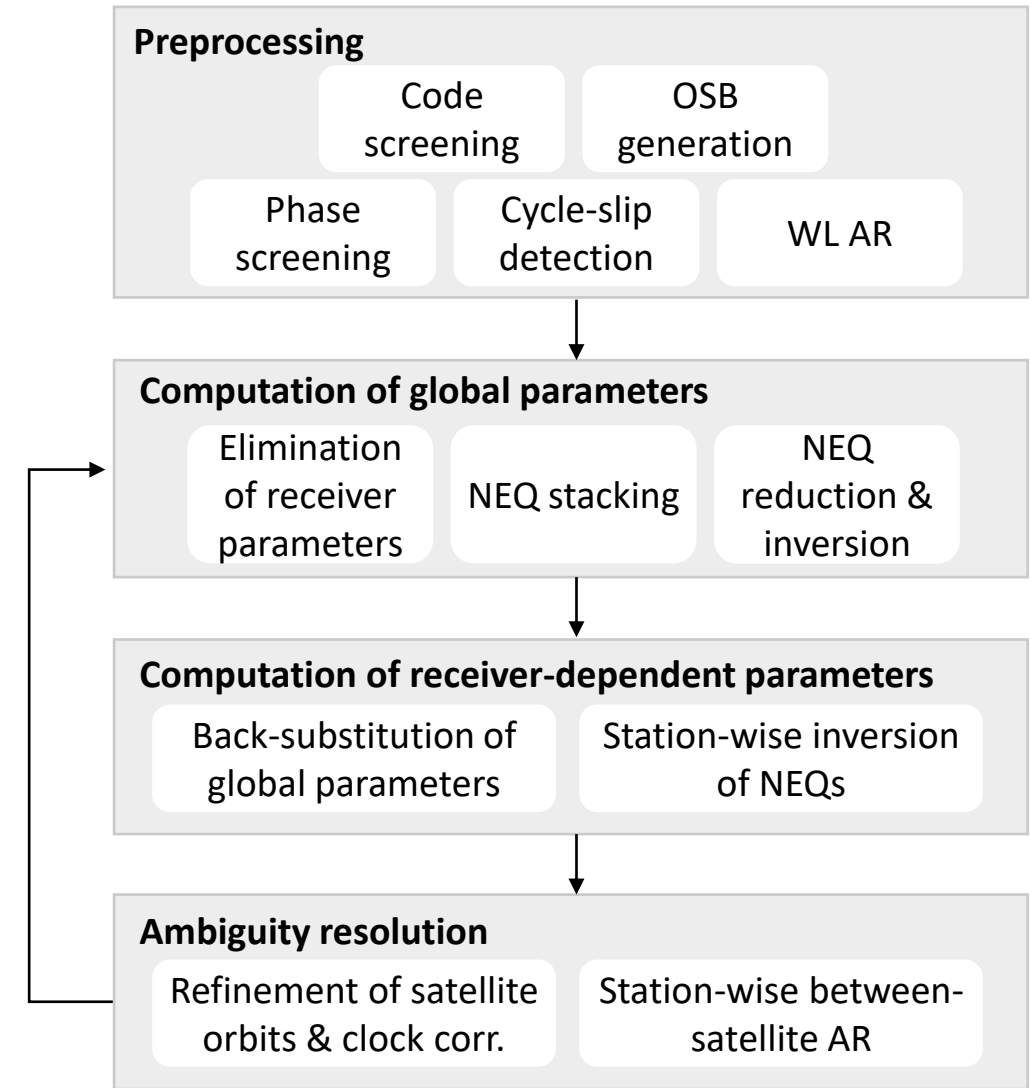 Preprocessing
Code
screening
OSB
generation
Phase
screening
Cycle-slip
detection
WL AR
Computation of global parameters
Elimination
of receiver
parameters
NEQ stacking
NEQ
reduction &
inversion
Computation of receiver-dependent parameters
Back-substitution of
global parameters
Station-wise inversion
of NEQs
Ambiguity resolution
Refinement of satellite
orbits & clock corr.
Station-wise between-
satellite AR